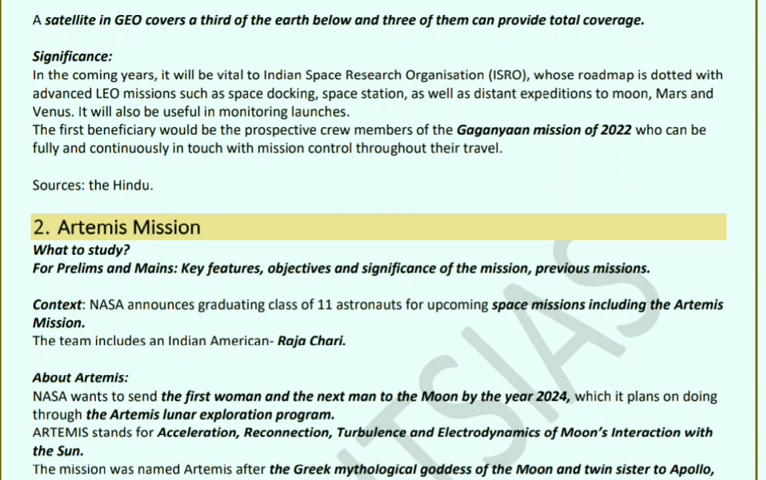 A satellite in GEO covers a third of the earth below and three of them can provide total coverage.
Significance:
In the coming years, it will be vital to Indian Space Research Organisation (ISRO), whose roadmap is dotted with
advanced LEO missions such as space docking, space station, as well as distant expeditions to moon, Mars and
Venus. It will also be useful in monitoring launches.
The first beneficiary would be the prospective crew members of the Gaganyaan mission of 2022 who can be
fully and continuously in touch with mission control throughout their travel.
Sources: the Hindu.
2. Artemis Mission
What to study?
For Prelims and Mains: Key features, objectives and significance of the mission, previous missions.
Context: NASA announces graduating class of 11 astronauts for upcoming space missions including the Artemis
Mission.
The team includes an Indian American- Raja Chari.
About Artemis:
NASA wants to send the first woman and the next man to the Moon by the year 2024, which it plans on doing
through the Artemis lunar exploration program.
ARTEMIS stands for Acceleration, Reconnection, Turbulence and Electrodynamics of Moon's Interaction with
the Sun.
The mission was named Artemis after the Greek mythological goddess of the Moon and twin sister to Apollo,
ITSIAS